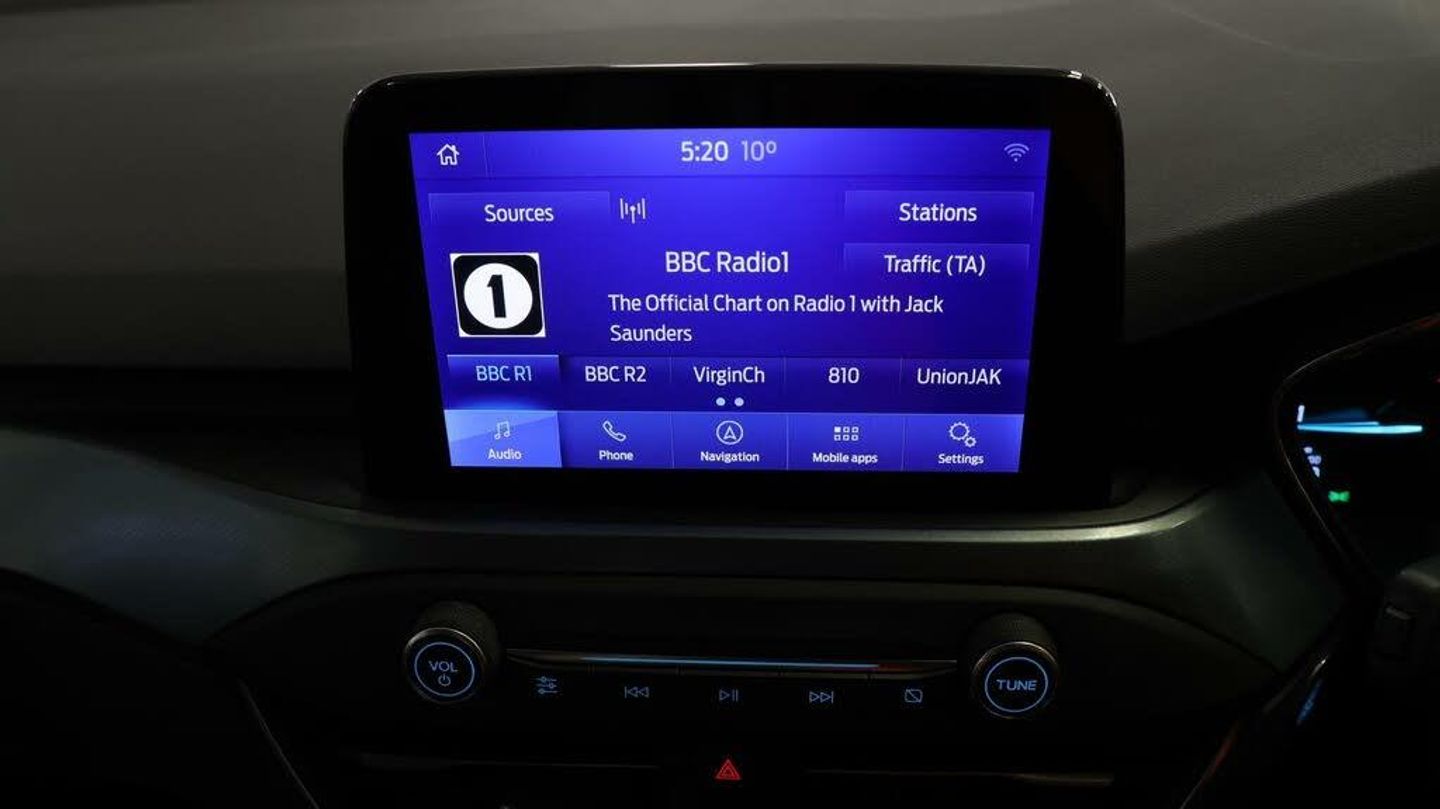 5:20 10°
Sources
Stations
1
BBC Radio1
Traffic (TA)
The Official Chart on Radio 1 with Jack
Saunders
BBC R1 BBC R2 VirginCh 810 UnionJAK
Audio Phone Navigation Mobile apps Settings
VOL
TUNE